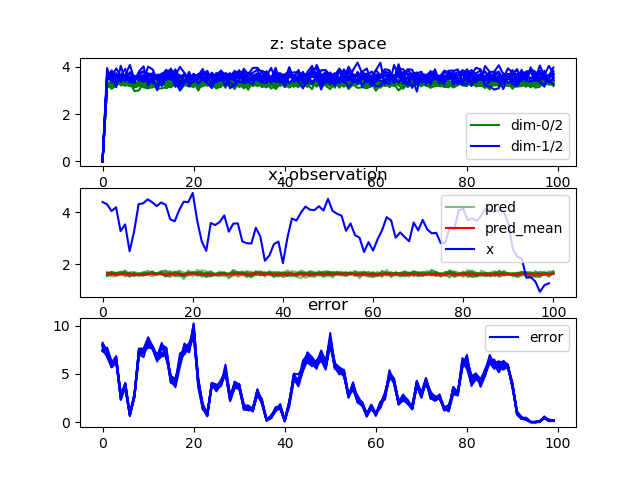 z: state space
4
2
0
dim-0/2
dim-1/2
0 20 40 60 80 100
x: observation
4
2
pred
pred_mean
x
0 20 40 60 80 100
error
10
5
0
error
0 20 40 60 80 100